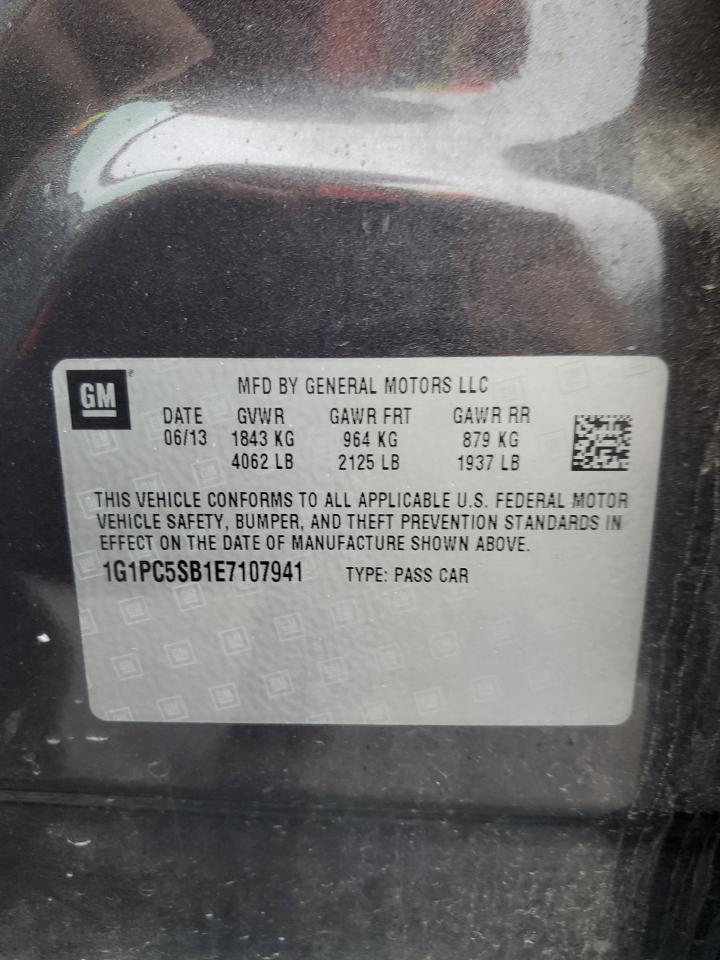 GM
MFD BY GENERAL MOTORS LLC
DATE GVWR GAWR FRT GAWR RR
06/13 1843 KG 964 KG 879 KG
4062 LB 2125 LB 1937 LB
THIS VEHICLE CONFORMS TO ALL APPLICABLE U.S. FEDERAL MOTOR
VEHICLE SAFETY, BUMPER, AND THEFT PREVENTION STANDARDS IN
EFFECT ON THE DATE OF MANUFACTURE SHOWN ABOVE.
1G1PC5SB1E7107941 TYPE: PASS CAR